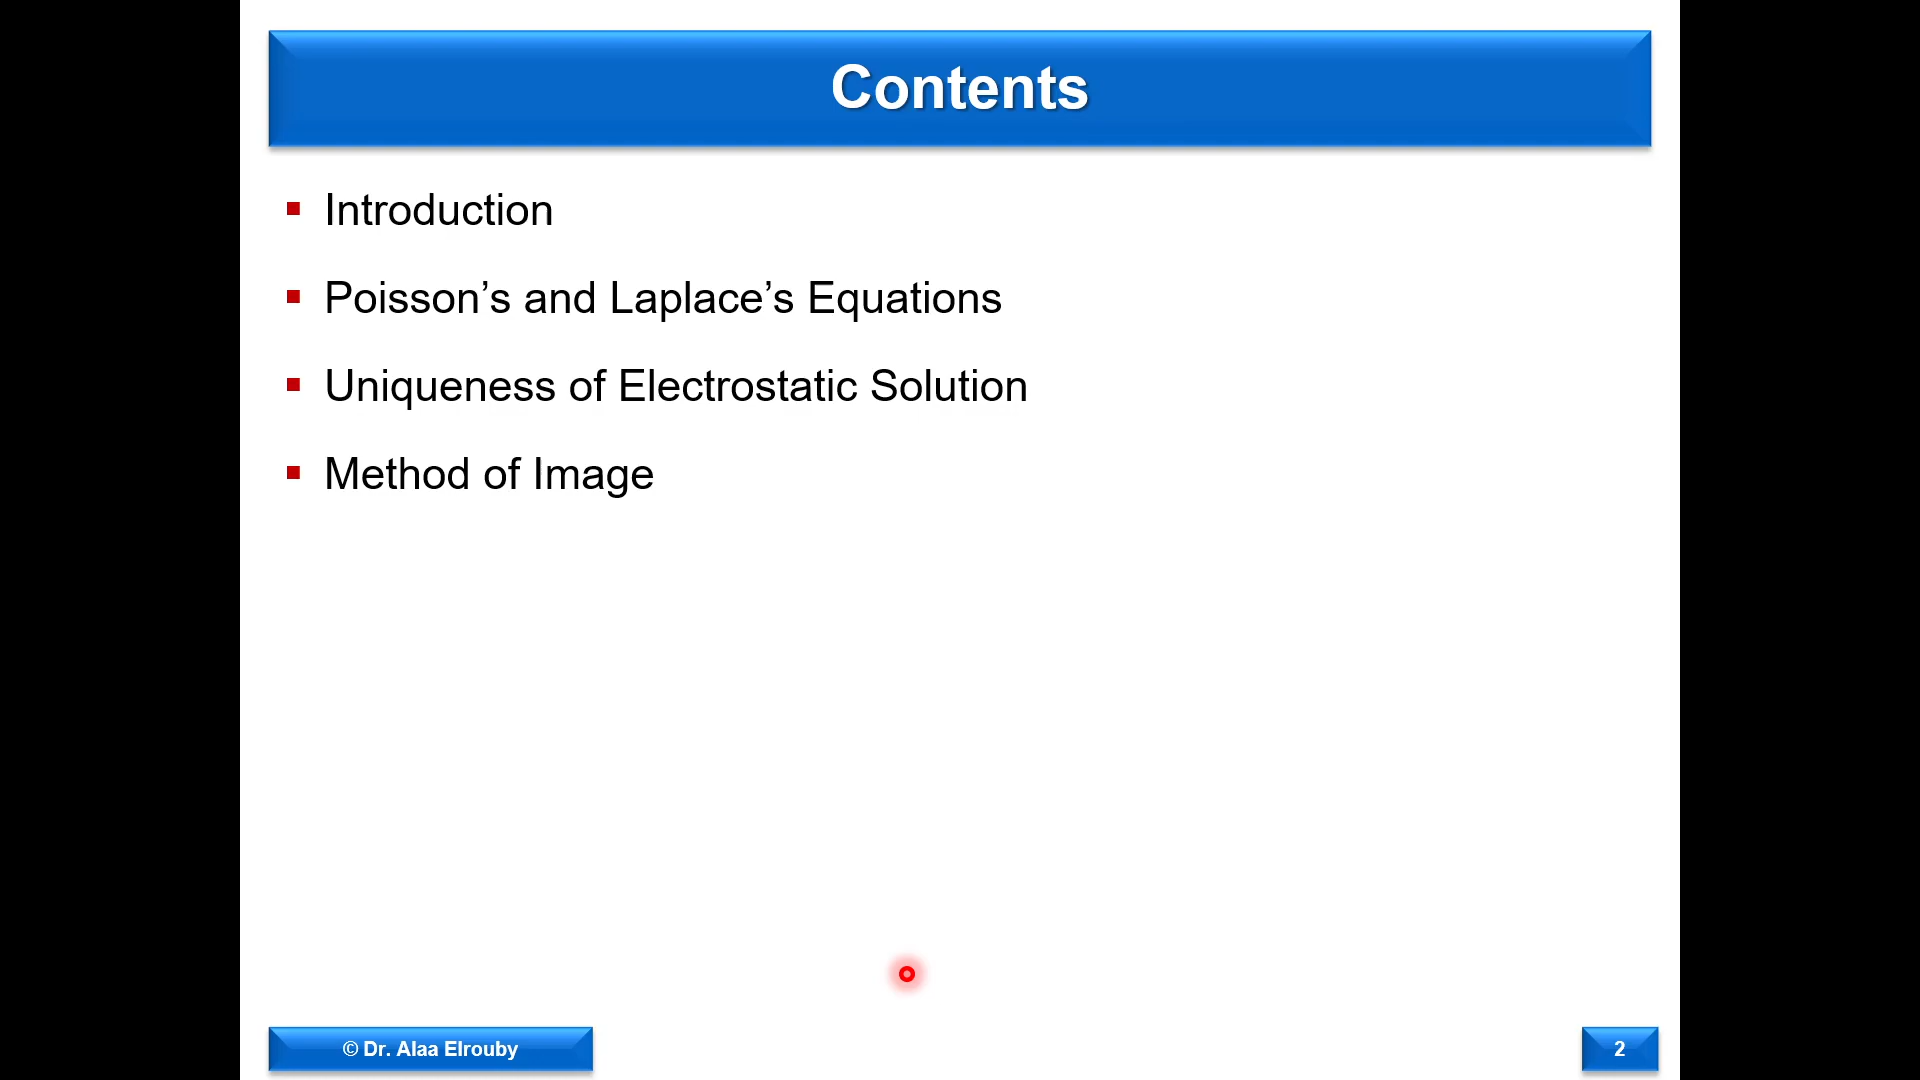 Contents
▪ Introduction
▪ Poisson’s and Laplace’s Equations
▪ Uniqueness of Electrostatic Solution
▪ Method of Image
© Dr. Alaa Elrouby
2